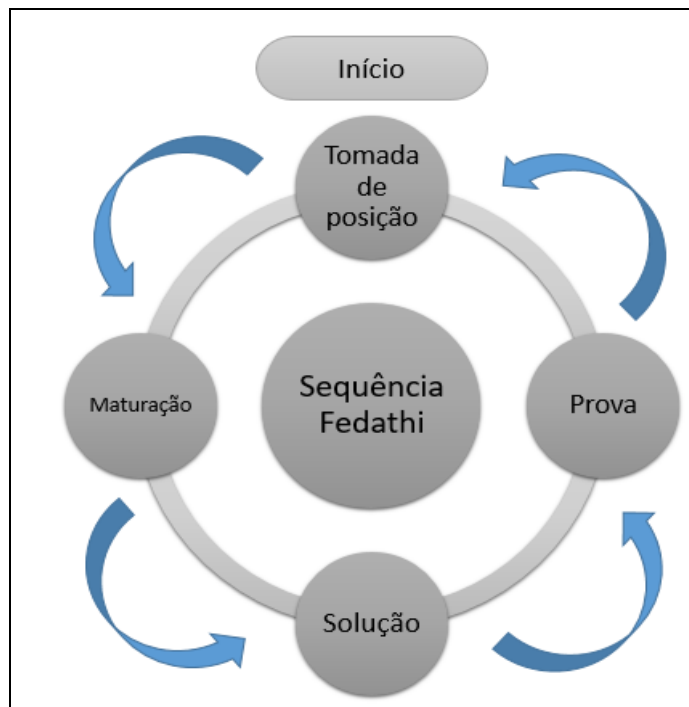 Início
Tomada
de
posição
Maturação
Sequência
Fedathi
Prova
Solução